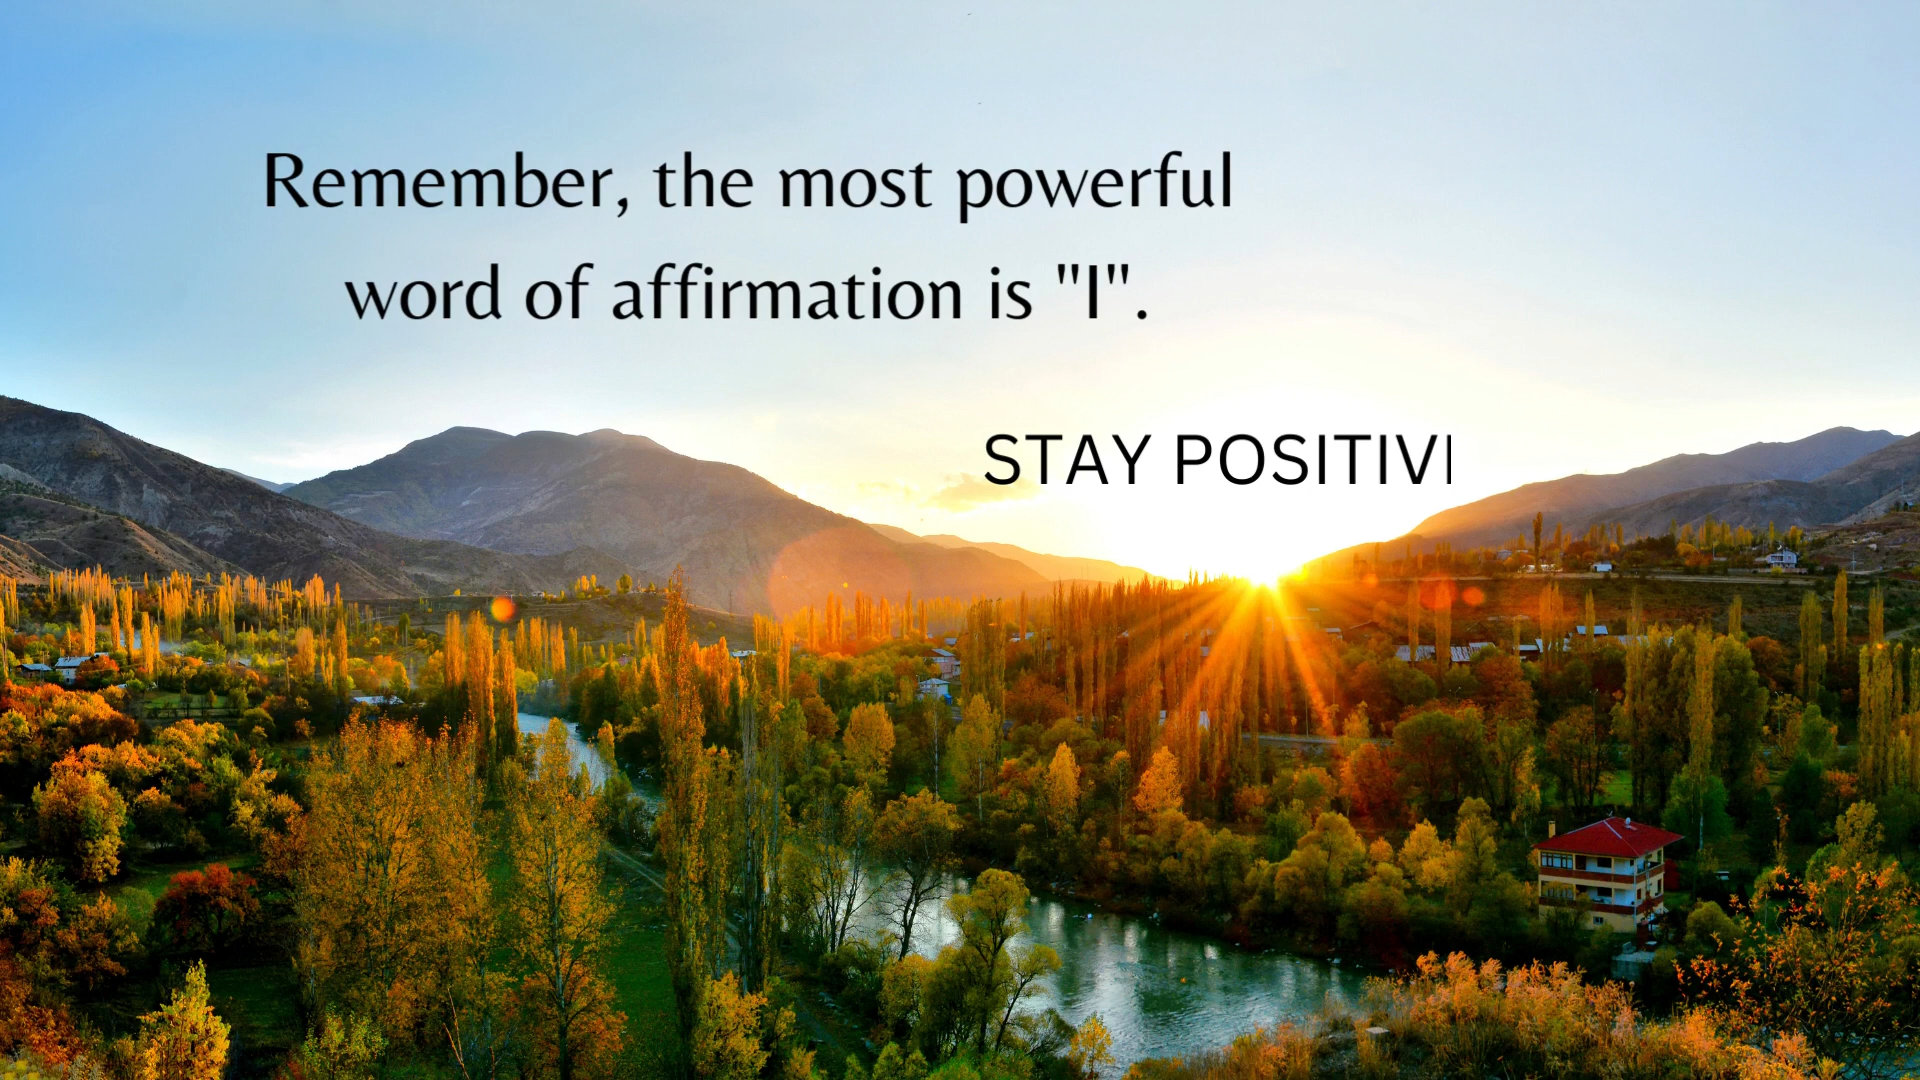 Remember, the most powerful
word of affirmation is "I".
STAY POSITIVI